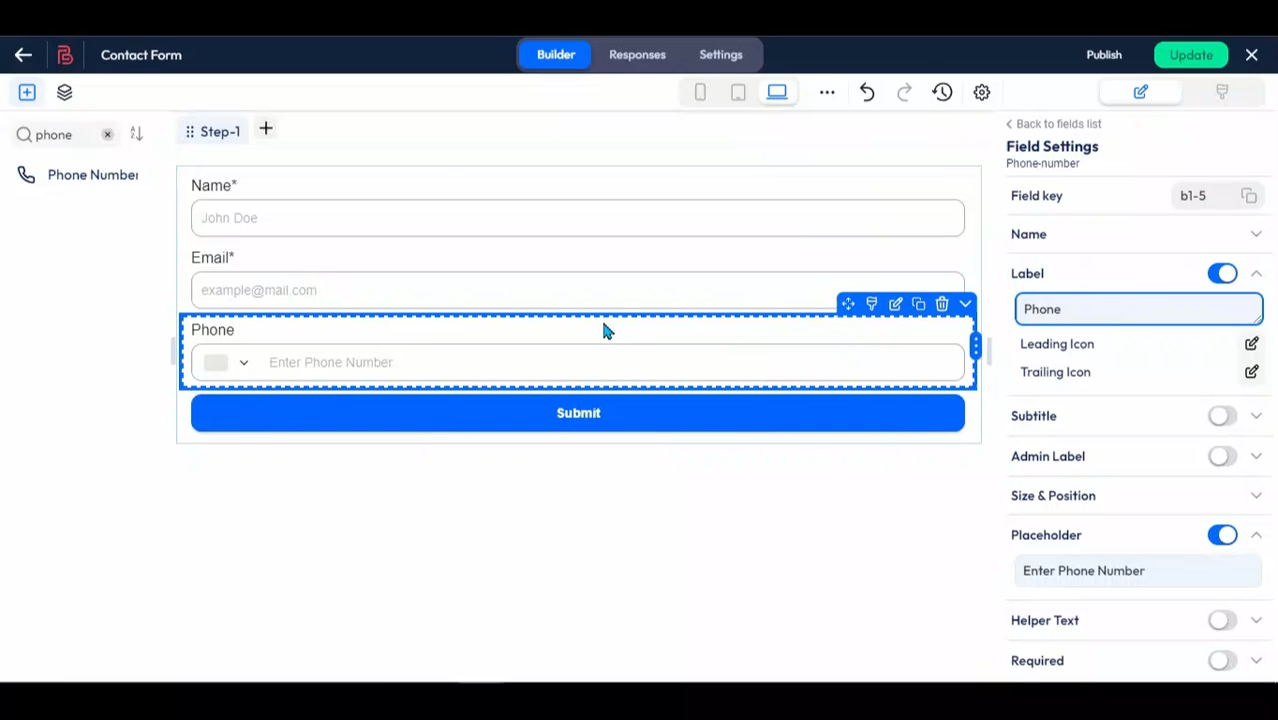 Contact Form
Builder
Responses
Settings
Publish
Update
phone
Phone Number
Step-1
Name*
John Doe
Email*
example@mail.com
Phone
Enter Phone Number
Submit
Back to fields list
Field Settings
Phone-number
Field key
b1-5
Name
Label
Phone
Leading Icon
Trailing Icon
Subtitle
Admin Label
Size & Position
Placeholder
Enter Phone Number
Helper Text
Required